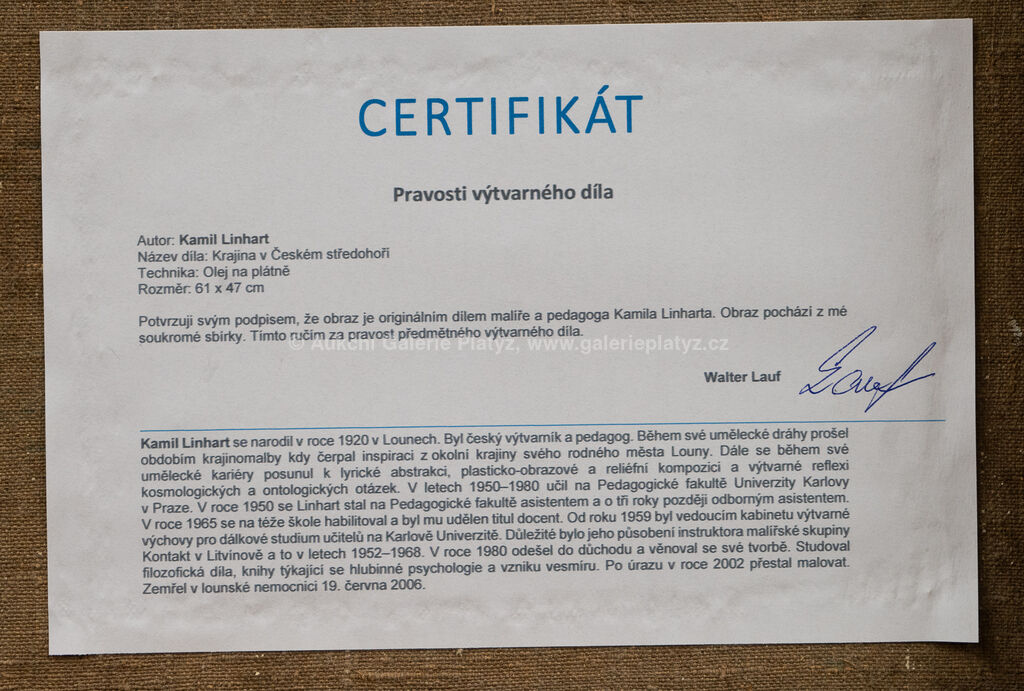 CERTIFIKÁT
Pravosti výtvarného díla
Autor: Kamil Linhart
Název díla: Krajina v Českém středohoří
Technika: Olej na plátně
Rozměr: 61 x 47 cm
Potvrzuji svým podpisem, že obraz je originálním dílem malíře a pedagoga Kamila Linharta. Obraz pochází z mé
soukromé sbírky. Tímto ručím za pravost předmětného výtvarného díla.
© Aukční Galerie Platýz, www.galerieplatyz.cz
Walter Lauf
Kamil Linhart se narodil v roce 1920 v Lounech. Byl český výtvarník a pedagog. Během své umělecké dráhy prošel
obdobím krajinomalby kdy čerpal inspiraci z okolní krajiny svého rodného města Louny. Dále se během své
umělecké kariéry posunul k lyrické abstrakci, plasticko-obrazové a reliéfní kompozici a výtvarné reflexi
kosmologických a ontologických otázek. V letech 1950–1980 učil na Pedagogické fakultě Univerzity Karlovy
v Praze. V roce 1950 se Linhart stal na Pedagogické fakultě asistentem a o tři roky později odborným asistentem.
V roce 1965 se na téže škole habilitoval a byl mu udělen titul docent. Od roku 1959 byl vedoucím kabinetu výtvarné
výchovy pro dálkové studium učitelů na Karlově Univerzitě. Důležité bylo jeho působení instruktora malířské skupiny
Kontakt v Litvínově a to v letech 1952–1968. V roce 1980 odešel do důchodu a věnoval se své tvorbě. Studoval
filozofická díla, knihy týkající se hlubinné psychologie a vzniku vesmíru. Po úrazu v roce 2002 přestal malovat.
Zemřel v lounské nemocnici 19. června 2006.